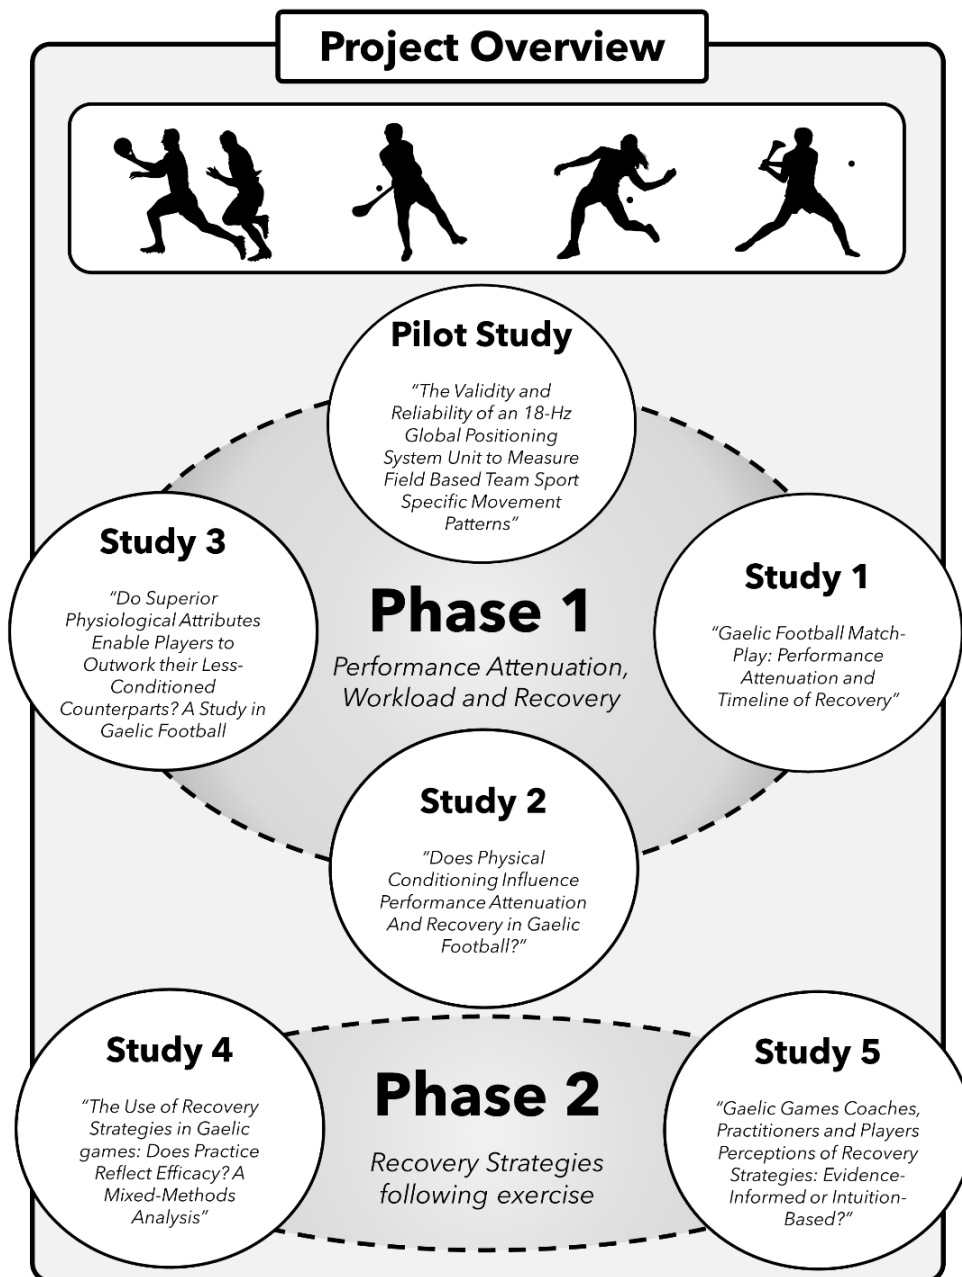 Project Overview
Pilot Study
“The Validity and
Reliability of an 18-Hz
Global Positioning
System Unit to Measure
Field Based Team Sport
Specific Movement
Patterns”
Study 3
“Do Superior
Physiological Attributes
Enable Players to
Outwork their Less-
Conditioned
Counterparts? A Study in
Gaelic Football
Phase 1
Performance Attenuation,
Workload and Recovery
Study 1
“Gaelic Football Match-
Play: Performance
Attenuation and
Timeline of Recovery”
Study 2
“Does Physical
Conditioning Influence
Performance Attenuation
And Recovery in Gaelic
Football?”
Study 4
“The Use of Recovery
Strategies in Gaelic
games: Does Practice
Reflect Efficacy? A
Mixed-Methods
Analysis”
Phase 2
Recovery Strategies
following exercise
Study 5
“Gaelic Games Coaches,
Practitioners and Players
Perceptions of Recovery
Strategies: Evidence-
Informed or Intuition-
Based?”